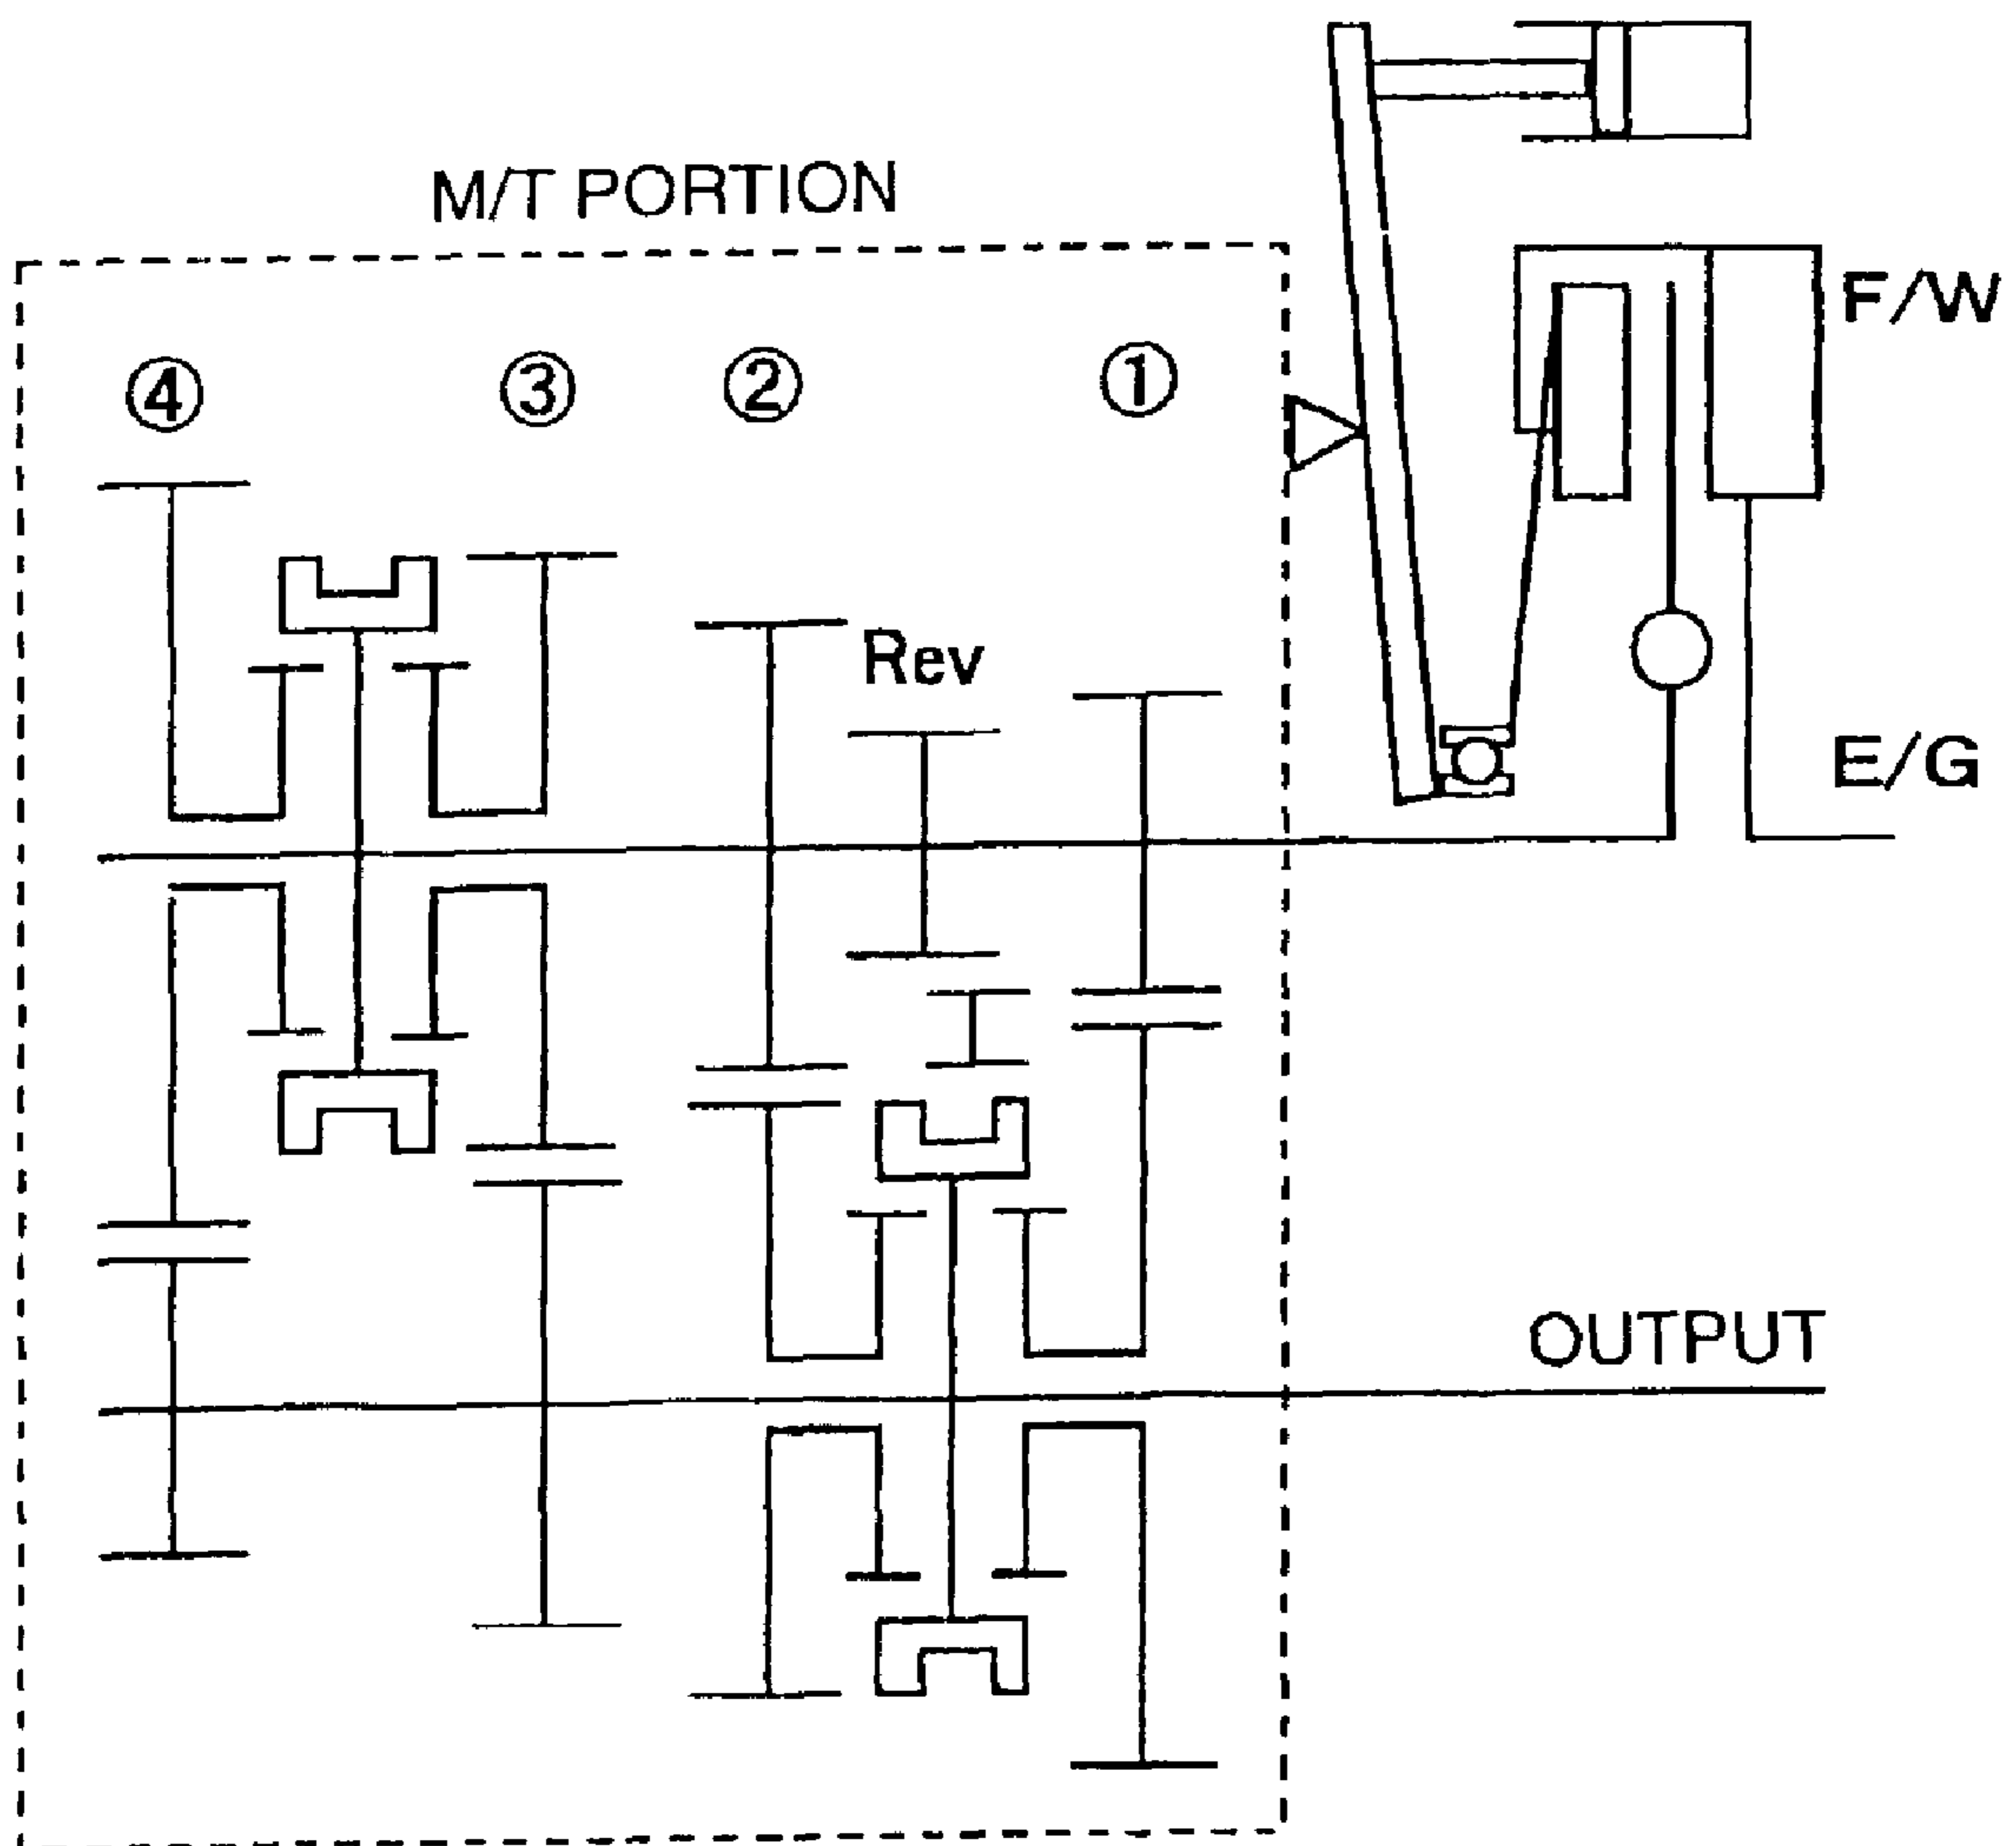 M/T PORTION
F/W
④ ③ ② ①
Rev
E/G
OUTPUT